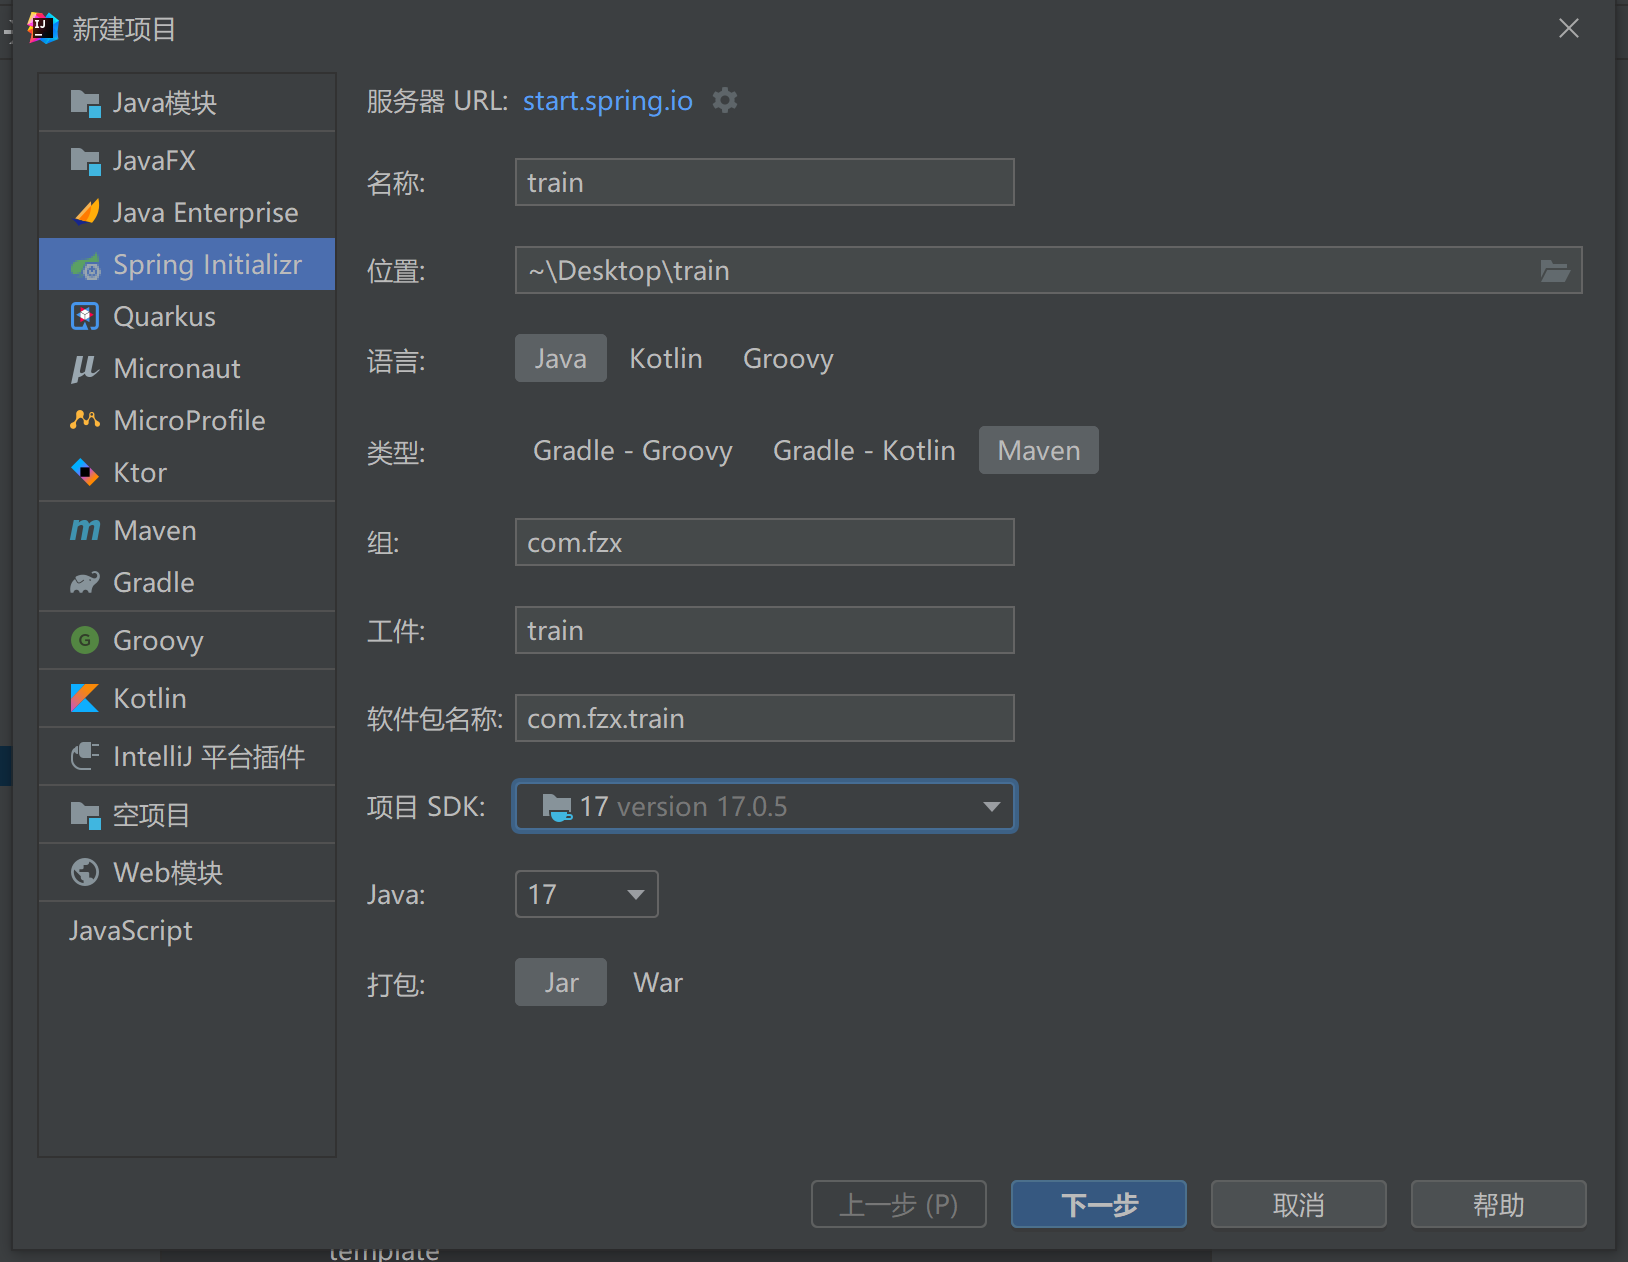 新建项目
Java模块
JavaFX
Java Enterprise
Spring Initializr
Quarkus
Micronaut
MicroProfile
Ktor
Maven
Gradle
Groovy
Kotlin
IntelliJ 平台插件
空项目
Web模块
JavaScript
服务器 URL: start.spring.io
名称: train
位置: ~\Desktop\train
语言: Java Kotlin Groovy
类型: Gradle - Groovy Gradle - Kotlin Maven
组: com.fzx
工件: train
软件包名称: com.fzx.train
项目 SDK: 17 version 17.0.5
Java: 17
打包: Jar War
上一步 (P) 下一步 取消 帮助
template